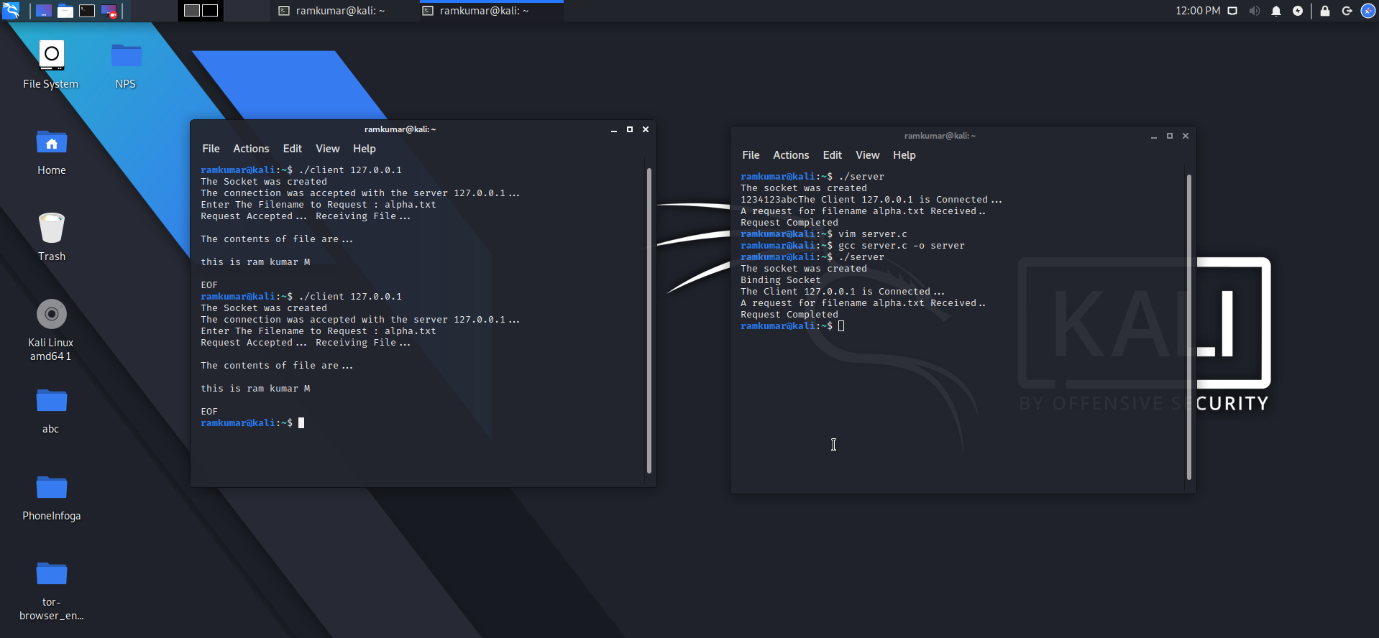 ramkumar@kali: ~
ramkumar@kali: ~
12:00 PM
File System
NPS
Home
Trash
Kali Linux
amd64 1
abc
PhoneInfoga
tor-
browser_en...
ramkumar@kali: ~
File Actions Edit View Help
ramkumar@kali:~$ ./client 127.0.0.1
The Socket was created
The connection was accepted with the server 127.0.0.1...
Enter The Filename to Request : alpha.txt
Request Accepted... Receiving File...
The contents of file are...
this is ram kumar M
EOF
ramkumar@kali:~$ ./client 127.0.0.1
The Socket was created
The connection was accepted with the server 127.0.0.1...
Enter The Filename to Request : alpha.txt
Request Accepted... Receiving File...
The contents of file are...
this is ram kumar M
EOF
ramkumar@kali:~$
ramkumar@kali: ~
File Actions Edit View Help
ramkumar@kali:~$ ./server
The socket was created
1234123abcThe Client 127.0.0.1 is Connected...
A request for filename alpha.txt Received..
Request Completed
ramkumar@kali:~$ vim server.c
ramkumar@kali:~$ gcc server.c -o server
ramkumar@kali:~$ ./server
The socket was created
Binding Socket
The Client 127.0.0.1 is Connected...
A request for filename alpha.txt Received..
Request Completed
ramkumar@kali:~$
KALI
BY OFFENSIVE SECURITY